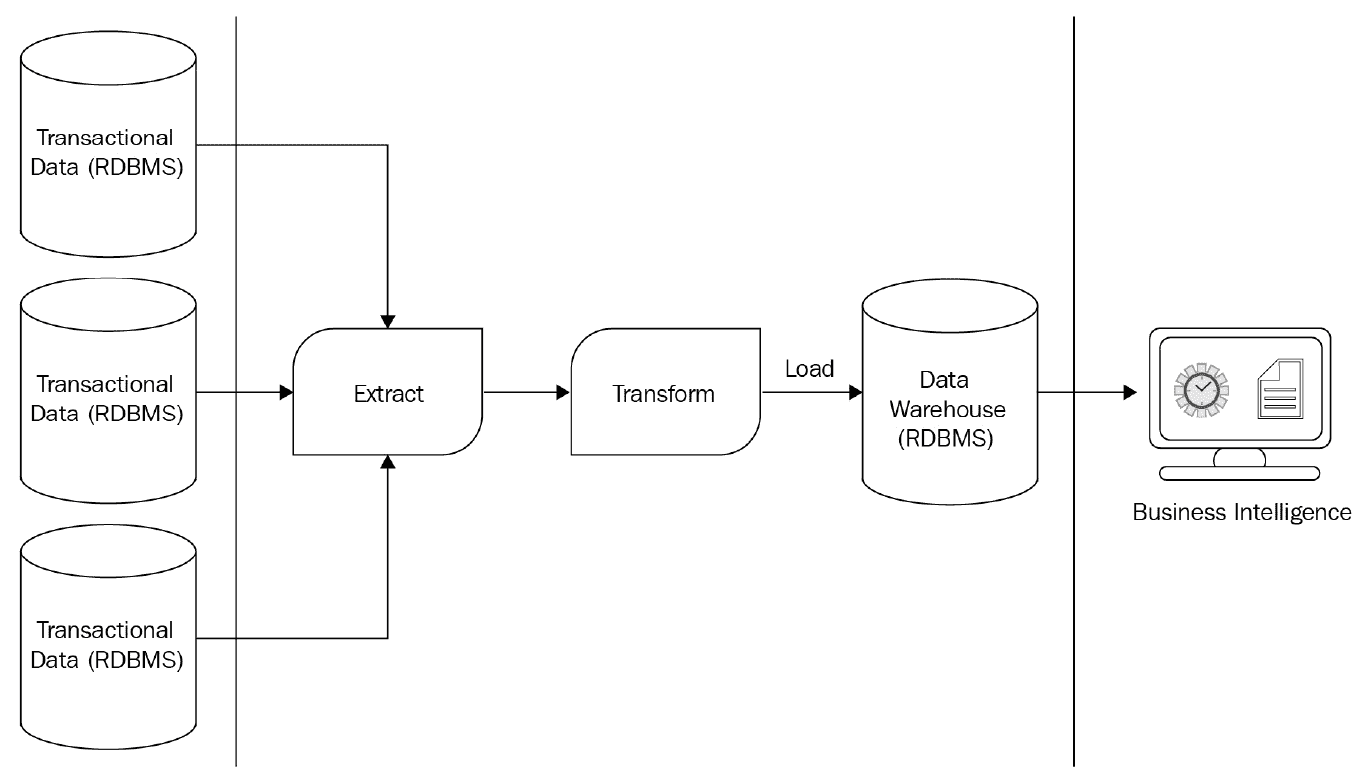 Transactional
Data (RDBMS)
Transactional
Data (RDBMS)
Transactional
Data (RDBMS)
Extract
Transform
Load
Data
Warehouse
(RDBMS)
Business Intelligence